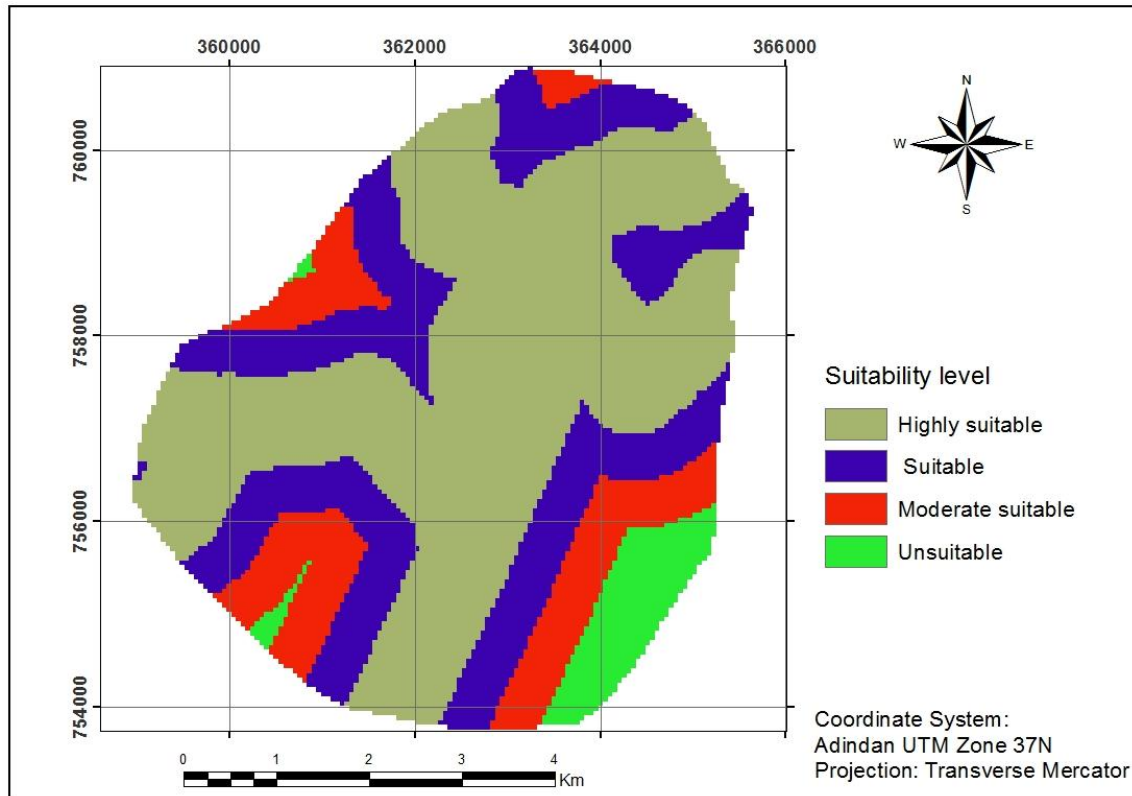 360000 362000 364000 366000
760000
758000
756000
754000
N
W E
S
Suitability level
Highly suitable
Suitable
Moderate suitable
Unsuitable
Coordinate System:
Adindan UTM Zone 37N
Projection: Transverse Mercator
0 1 2 3 4
Km